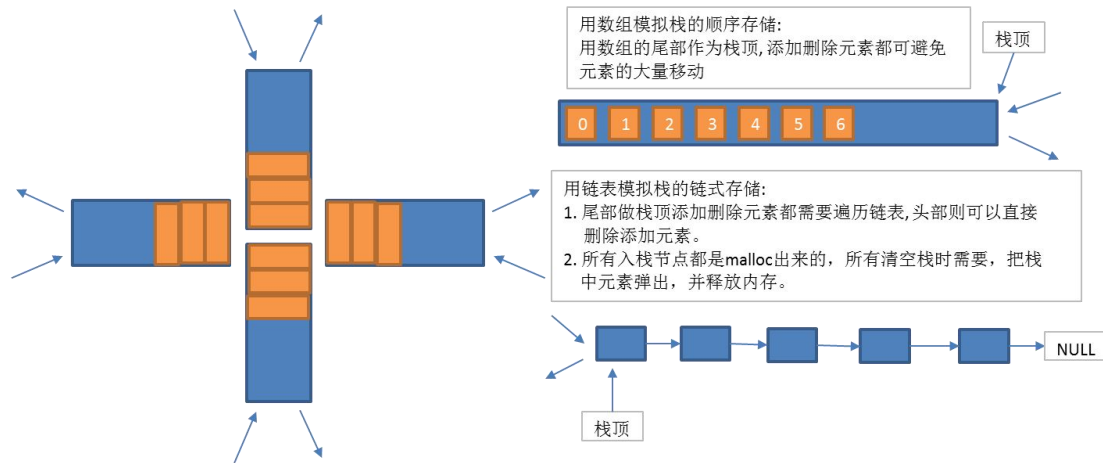 用数组模拟栈的顺序存储:
用数组的尾部作为栈顶, 添加删除元素都可避免
元素的大量移动
栈顶
0 1 2 3 4 5 6
用链表模拟栈的链式存储:
1. 尾部做栈顶添加删除元素都需要遍历链表, 头部则可以直接
删除添加元素。
2. 所有入栈节点都是malloc出来的，所有清空栈时需要，把栈
中元素弹出，并释放内存。
NULL
栈顶